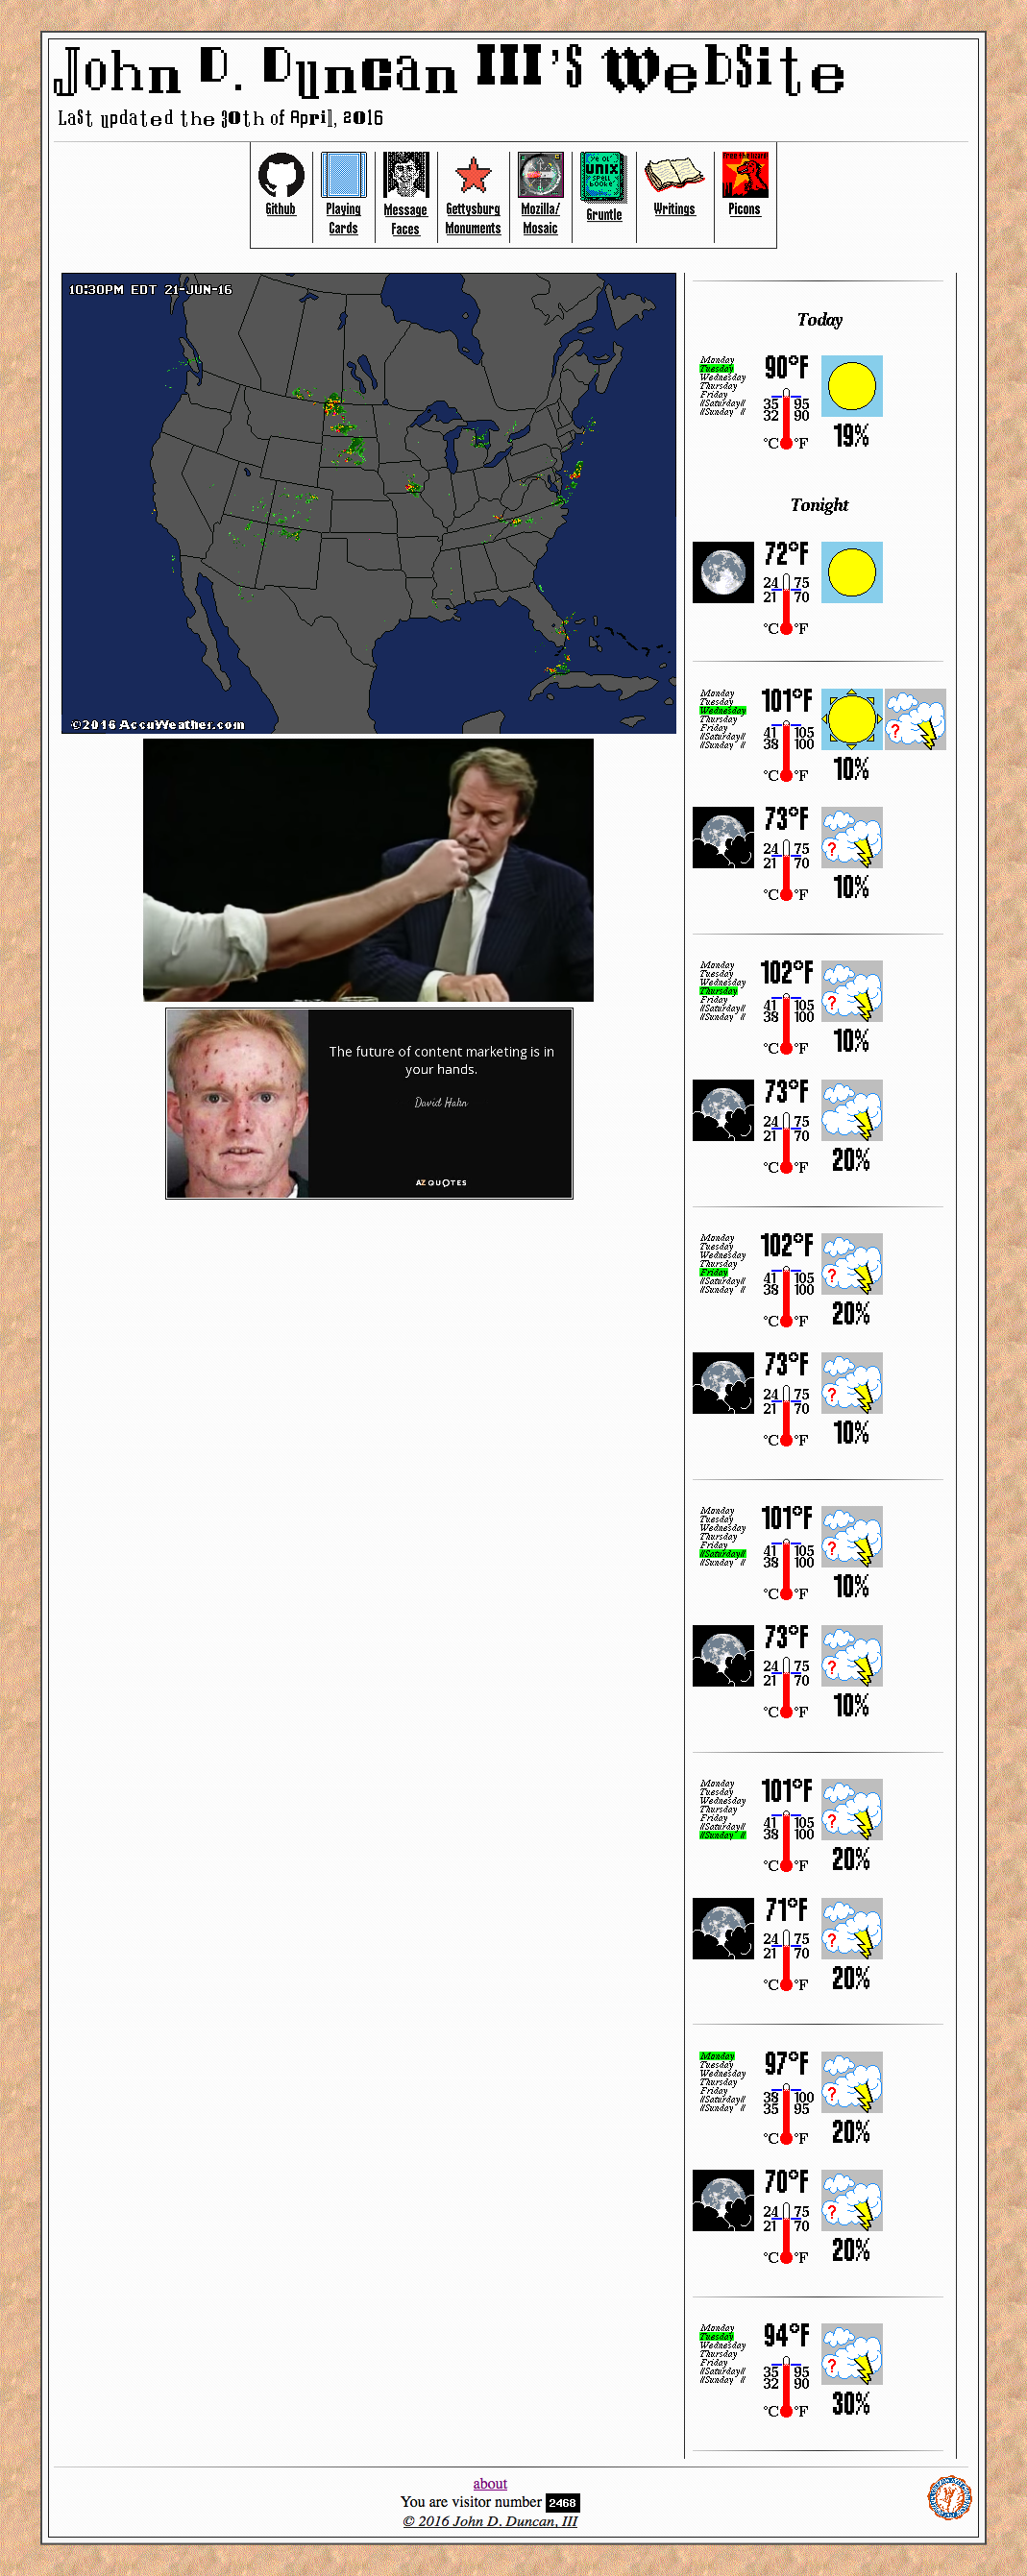 John D. Duncan III's Website
Last updated the 30th of April, 2016
Github
Playing
Cards
Message
Faces
Gettysburg
Monuments
Mozilla/
Mosaic
Ye Ol'
UNIX
Spell
Booke
Gruntle
Writings
Picons
10:30PM EDT 21-JUN-16
©2016 AccuWeather.com
The future of content marketing is in
your hands.
David Hahn
AZ QUOTES
Today
Monday
Tuesday
Wednesday
Thursday
Friday
//Saturday//
//Sunday //
90°F
35 95
32 90
°C °F
19%
Tonight
72°F
24 75
21 70
°C °F
Monday
Tuesday
Wednesday
Thursday
Friday
//Saturday//
//Sunday //
101°F
41 105
38 100
°C °F
?
10%
73°F
24 75
21 70
°C °F
?
10%
Monday
Tuesday
Wednesday
Thursday
Friday
//Saturday//
//Sunday //
102°F
41 105
38 100
°C °F
?
10%
73°F
24 75
21 70
°C °F
20%
Monday
Tuesday
Wednesday
Thursday
Friday
//Saturday//
//Sunday //
102°F
41 105
38 100
°C °F
?
20%
73°F
24 75
21 70
°C °F
?
10%
Monday
Tuesday
Wednesday
Thursday
Friday
//Saturday//
//Sunday //
101°F
41 105
38 100
°C °F
?
10%
73°F
24 75
21 70
°C °F
?
10%
Monday
Tuesday
Wednesday
Thursday
Friday
//Saturday//
//Sunday //
101°F
41 105
38 100
°C °F
?
20%
71°F
24 75
21 70
°C °F
?
20%
Monday
Tuesday
Wednesday
Thursday
Friday
//Saturday//
//Sunday //
97°F
38 100
35 95
°C °F
?
20%
70°F
24 75
21 70
°C °F
?
20%
Monday
Tuesday
Wednesday
Thursday
Friday
//Saturday//
//Sunday //
94°F
35 95
32 90
°C °F
?
30%
about
You are visitor number 2468
© 2016 John D. Duncan, III